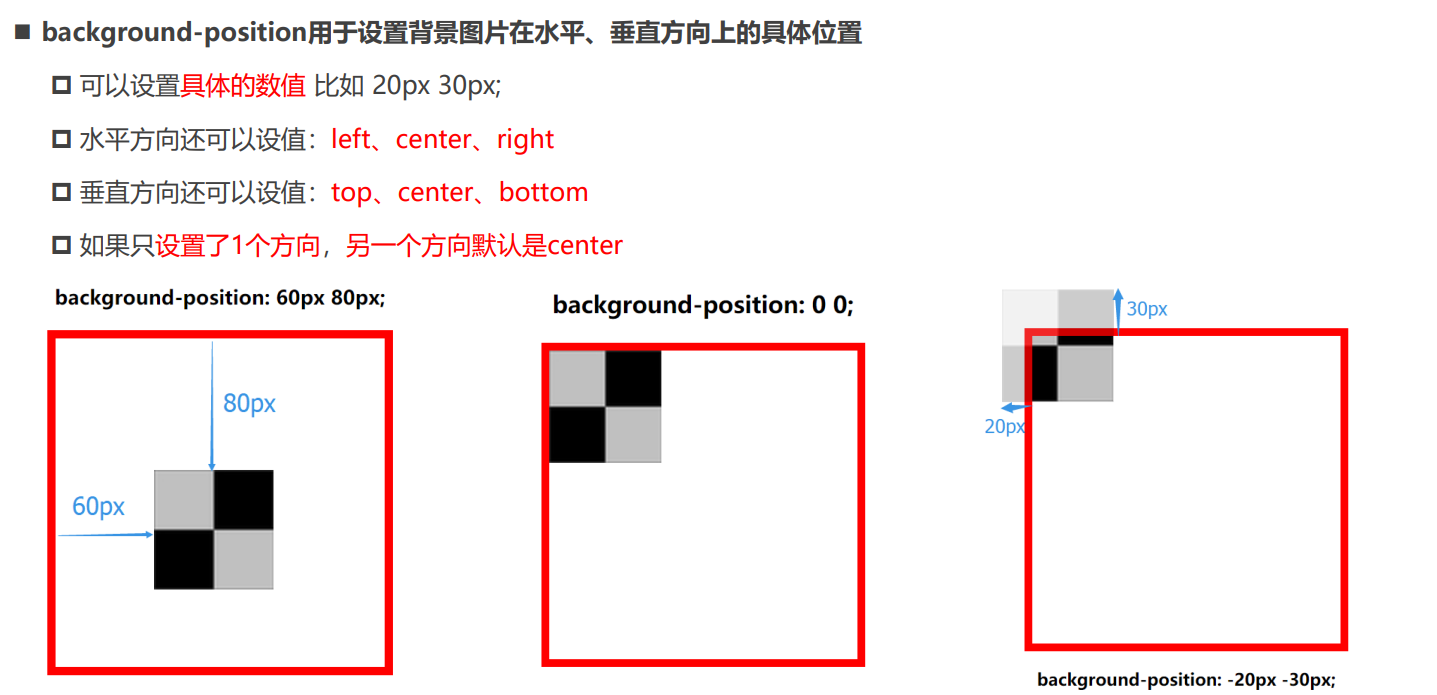 ■ background-position用于设置背景图片在水平、垂直方向上的具体位置
可以设置具体的数值 比如 20px 30px;
水平方向还可以设值：left、center、right
垂直方向还可以设值：top、center、bottom
如果只设置了1个方向，另一个方向默认是center
background-position: 60px 80px;
80px
60px
background-position: 0 0;
30px
20px
background-position: -20px -30px;